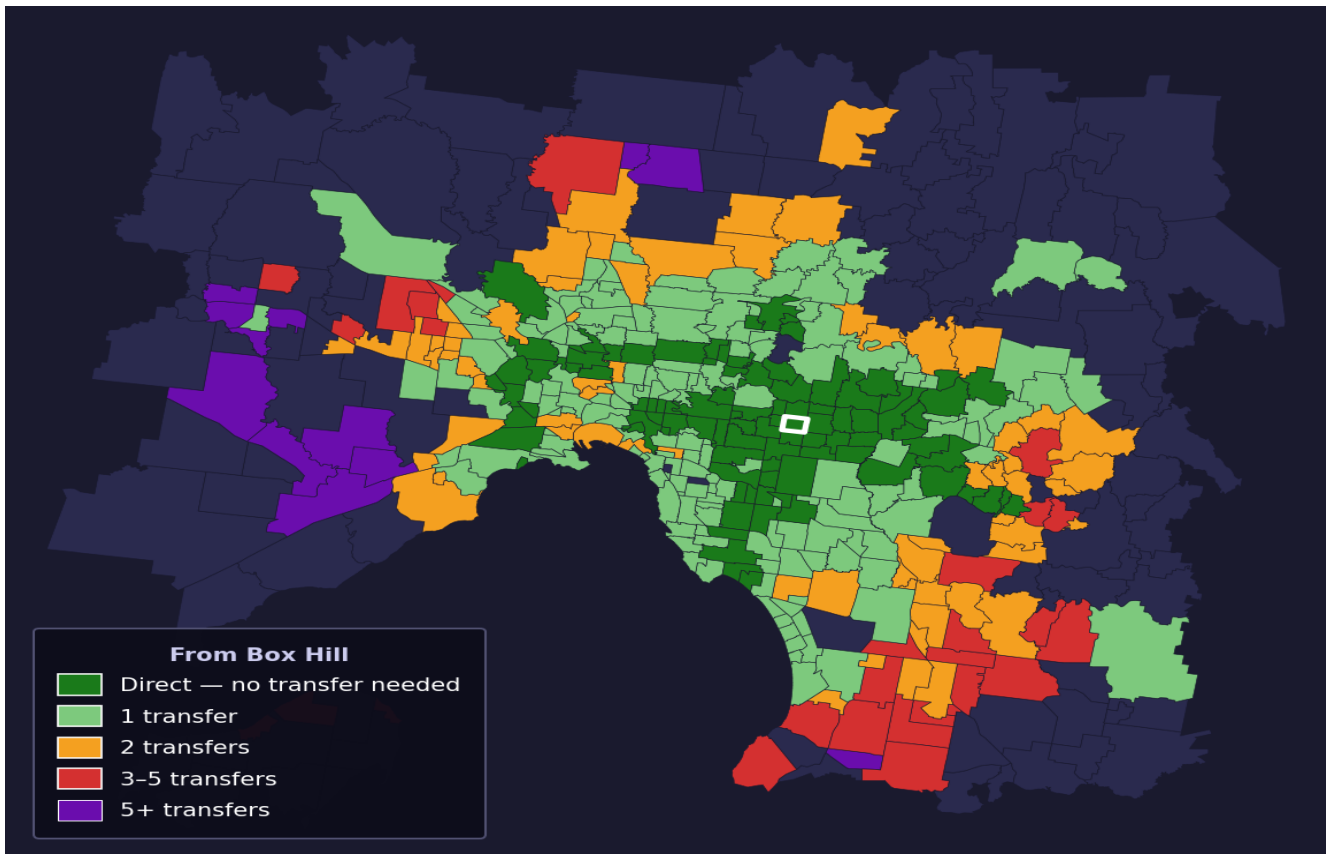 From Box Hill
Direct — no transfer needed
1 transfer
2 transfers
3–5 transfers
5+ transfers